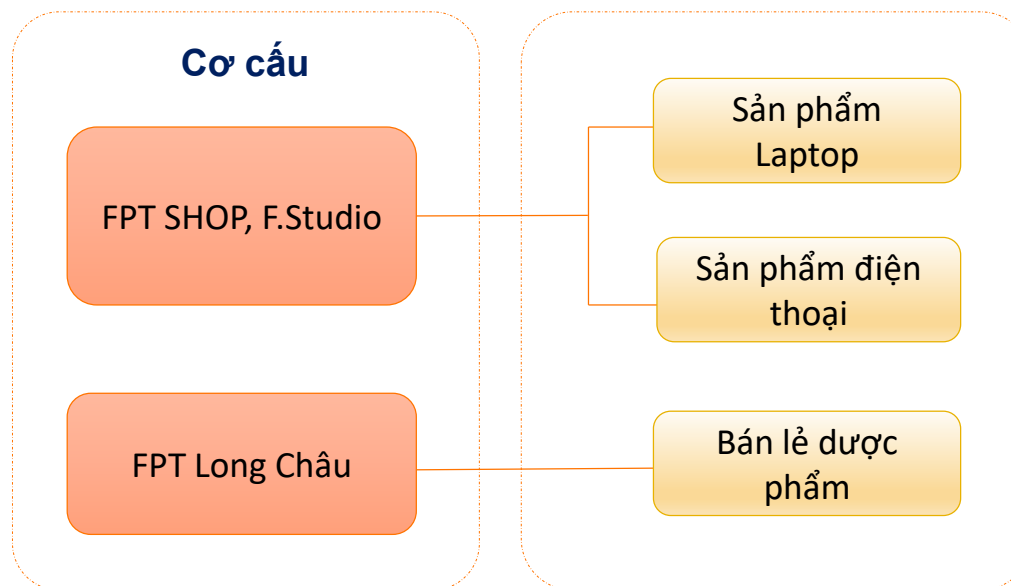 Cơ cấu
FPT SHOP, F.Studio
FPT Long Châu
Sản phẩm
Laptop
Sản phẩm điện
thoại
Bán lẻ dược
phẩm